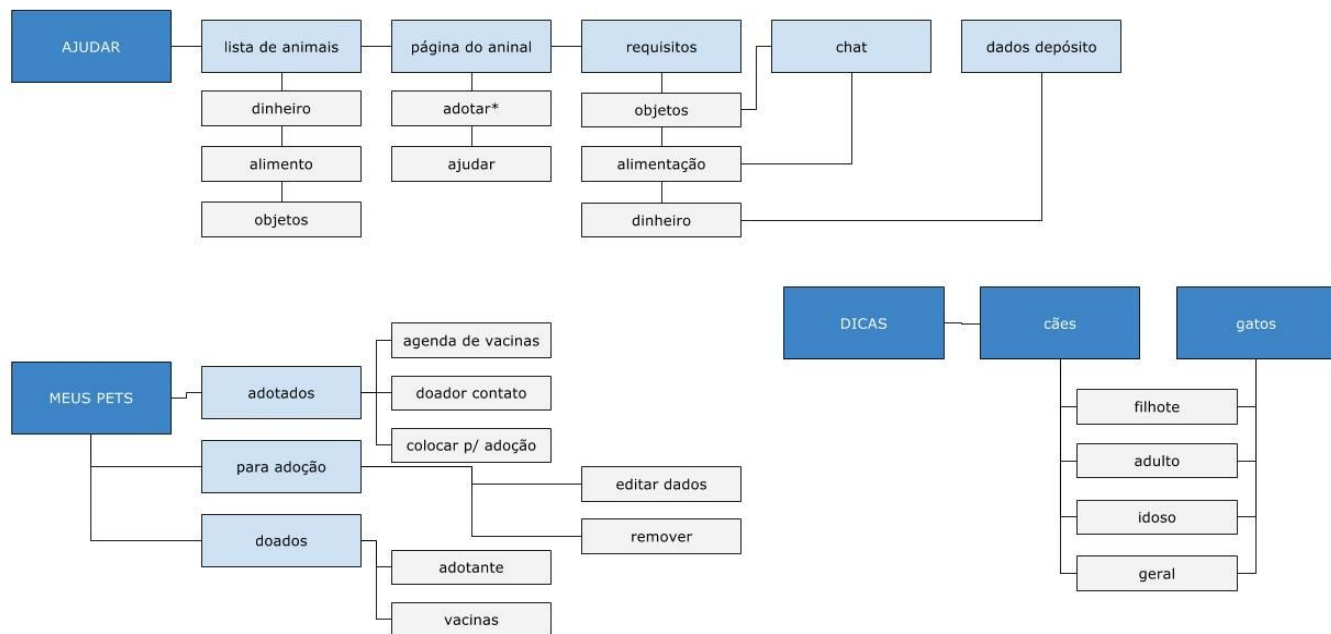 AJUDAR
lista de animais
página do aninal
requisitos
chat
dados depósito
dinheiro
adotar*
objetos
alimento
ajudar
alimentação
objetos
dinheiro
DICAS
cães
gatos
filhote
adulto
idoso
geral
MEUS PETS
adotados
agenda de vacinas
doador contato
colocar p/ adoção
para adoção
editar dados
remover
doados
adotante
vacinas